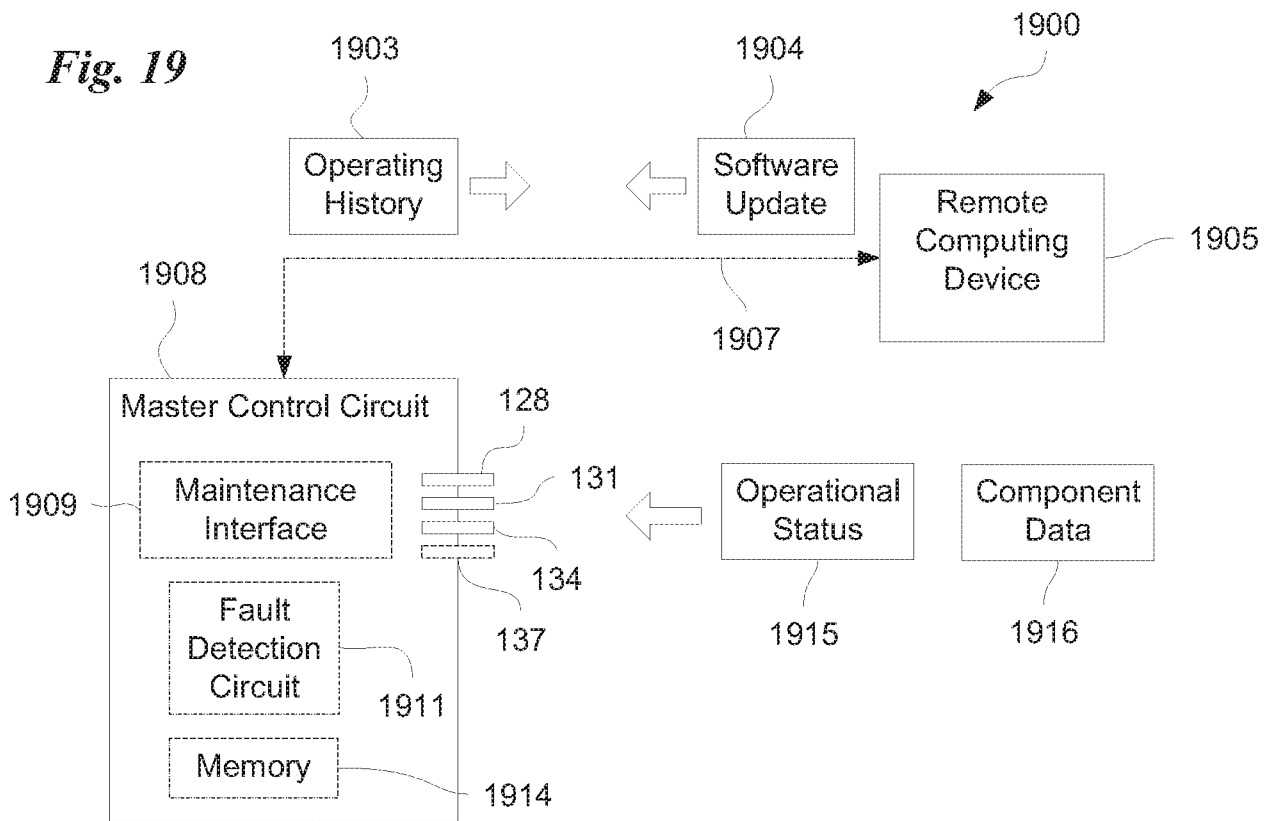 Fig. 19
1903
1904
1900
Operating
History
Software
Update
Remote
Computing
Device
1905
1908
1907
Master Control Circuit
128
131
134
137
1909
Maintenance
Interface
Operational
Status
Component
Data
1915
1916
Fault
Detection
Circuit
1911
Memory
1914